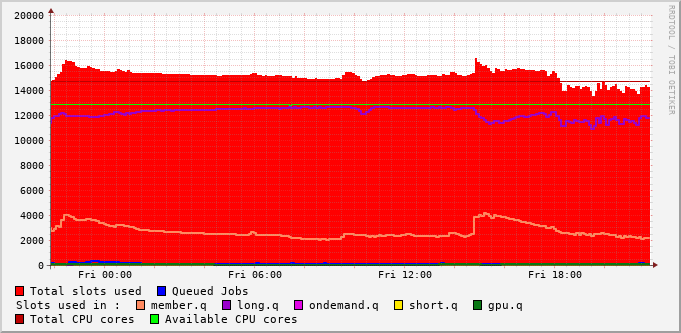 20000
18000
16000
14000
12000
10000
8000
6000
4000
2000
0
Fri 00:00 Fri 06:00 Fri 12:00 Fri 18:00
RRDTOOL / TOBI OETIKER
Total slots used Queued Jobs
Slots used in : member.q long.q ondemand.q short.q gpu.q
Total CPU cores Available CPU cores